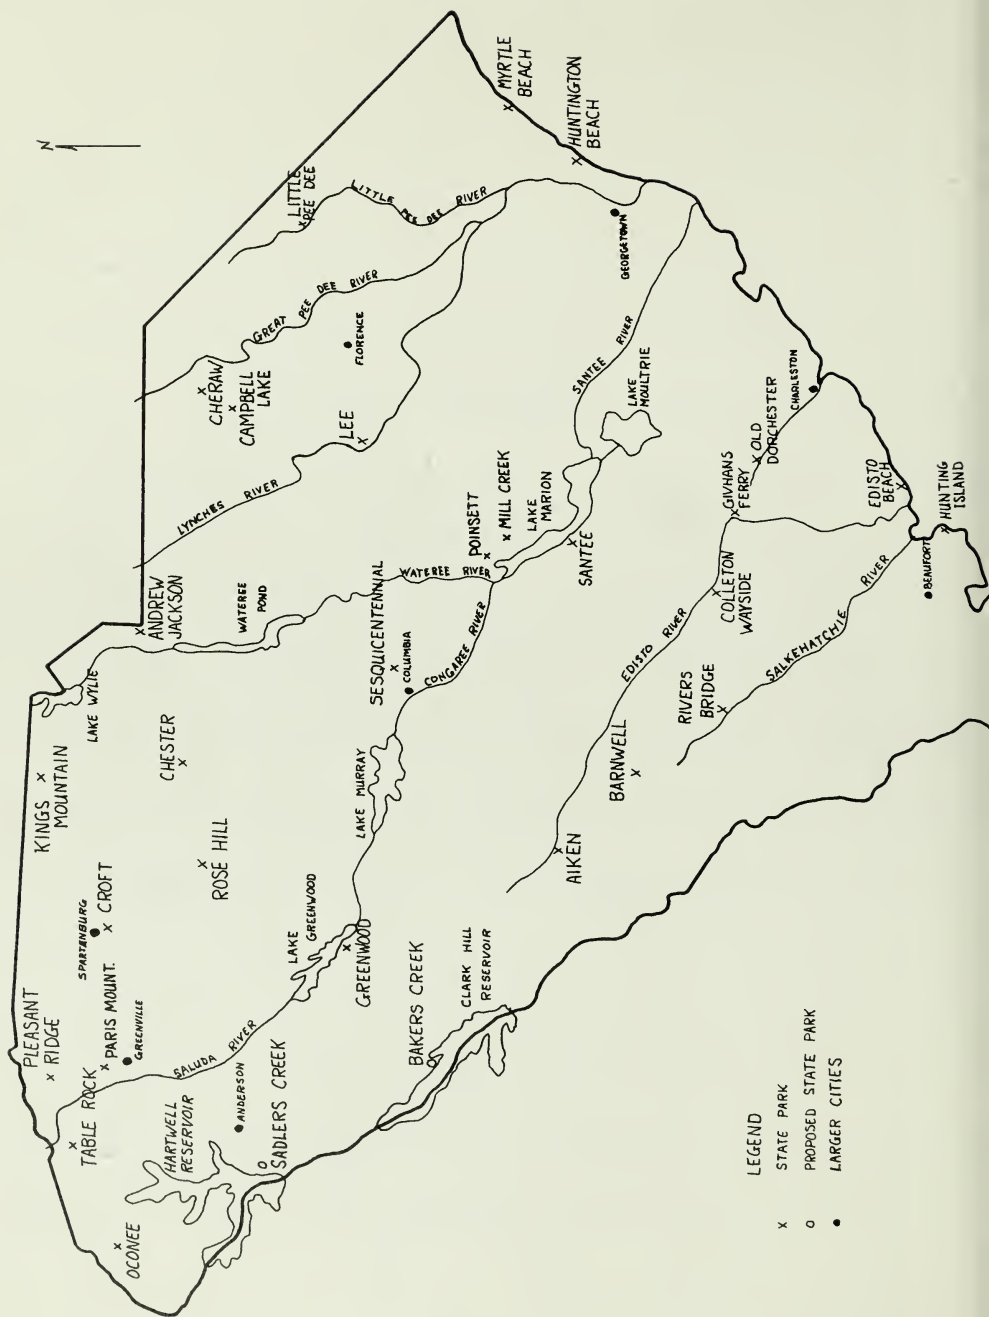 N
PLEASANT
RIDGE
TABLE ROCK
PARIS MOUNT.
GREENVILLE
SPARTENBURG
CROFT
KINGS
MOUNTAIN
LAKE WYLIE
OCONEE
HARTWELL
RESERVOIR
ANDERSON
SADLERS CREEK
SALUDA RIVER
ROSE HILL
CHESTER
ANDREW
JACKSON
WATEREE
POND
LAKE
GREENWOOD
GREENWOOD
LAKE MURRAY
BAKERS CREEK
CLARK HILL
RESERVOIR
SESQUICENTENNIAL
COLUMBIA
CONGAREE RIVER
WATEREE RIVER
LYNCHES RIVER
CHERAW
CAMPBELL
LAKE
LEE
GREAT PEE DEE RIVER
FLORENCE
LITTLE
PEE DEE
LITTLE PEE DEE RIVER
MYRTLE
BEACH
HUNTINGTON
BEACH
GEORGETOWN
POINSETT
MILL CREEK
LAKE
MARION
SANTEE
SANTEE RIVER
LAKE
MOULTRIE
AIKEN
BARNWELL
EDISTO RIVER
RIVERS
BRIDGE
COLLETON
WAYSIDE
GIVHANS
FERRY
OLD
DORCHESTER
CHARLESTON
SALKEHATCHIE RIVER
EDISTO
BEACH
BEAUFORT
HUNTING
ISLAND
LEGEND
X STATE PARK
O PROPOSED STATE PARK
● LARGER CITIES